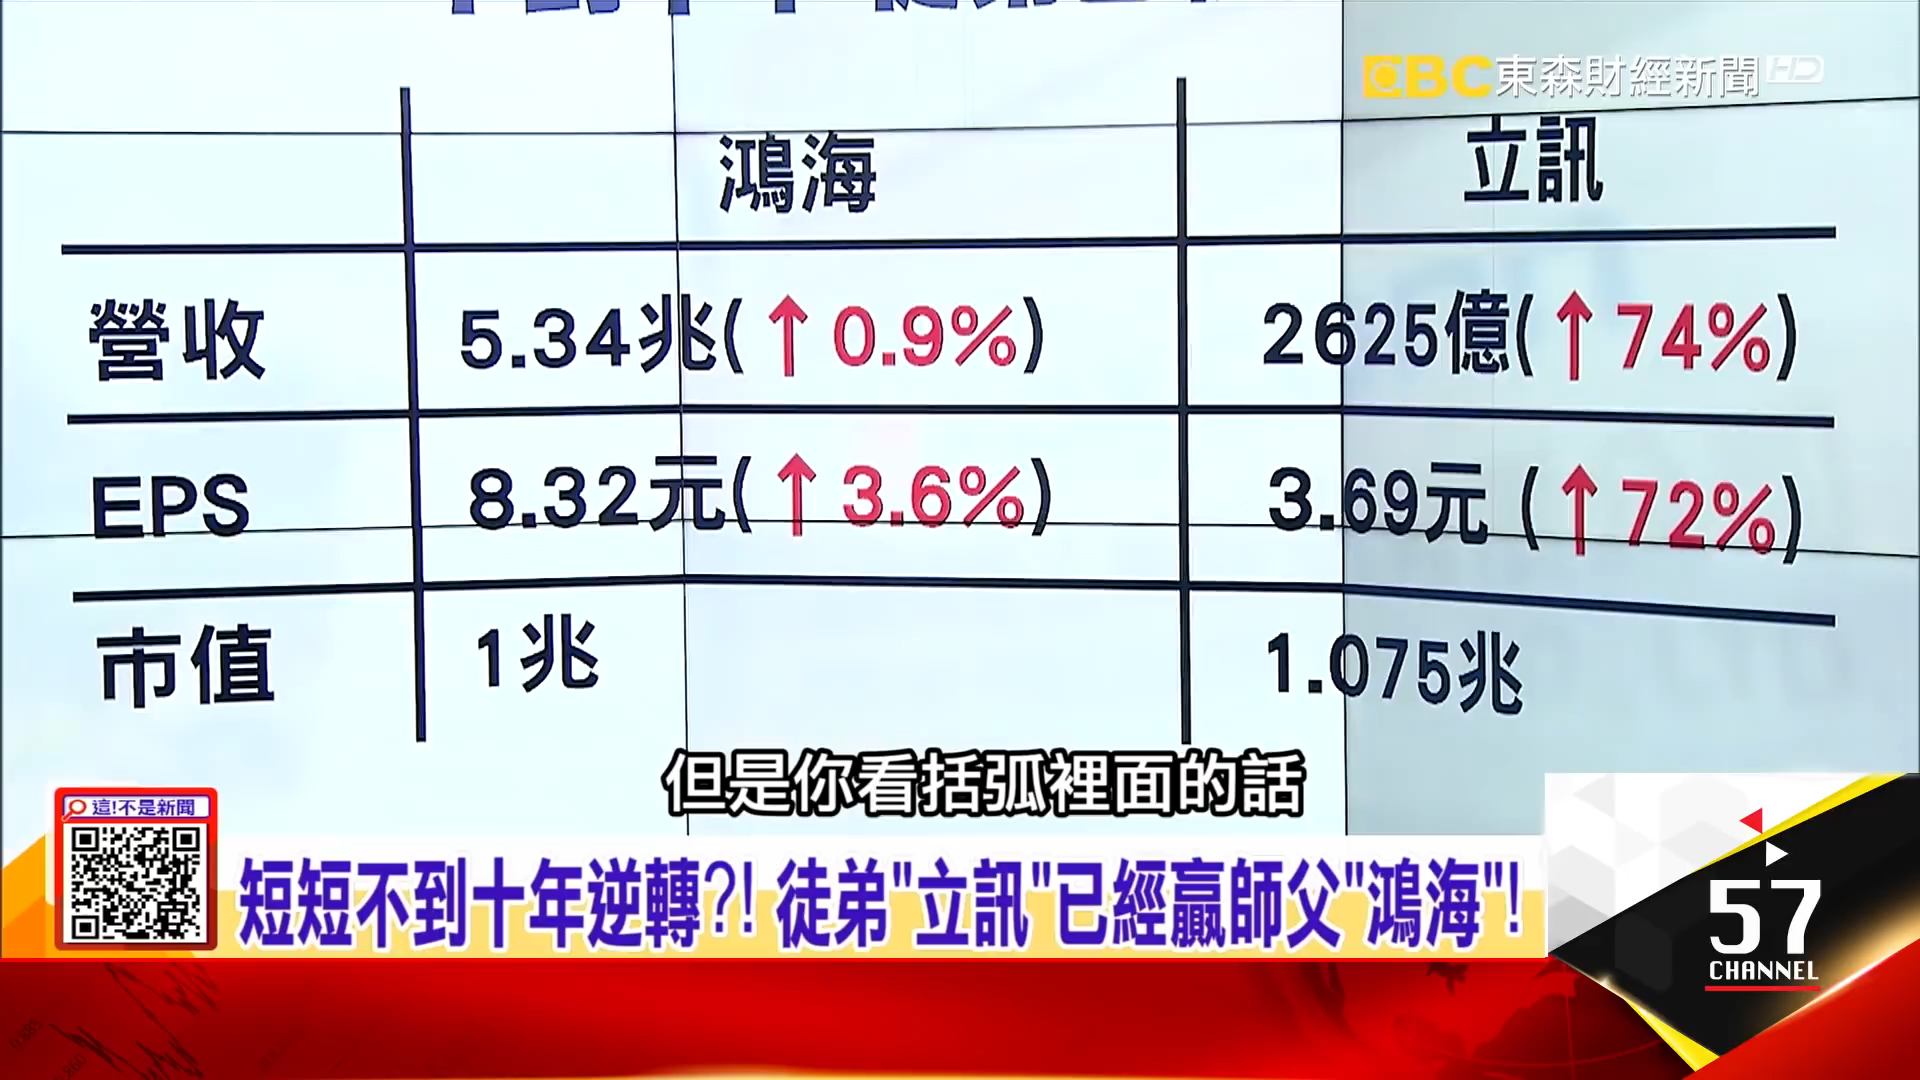 EBC東森財經新聞HD
鴻海 立訊
營收 5.34兆(↑0.9%) 2625億(↑74%)
EPS 8.32元(↑3.6%) 3.69元(↑72%)
市值 1兆 1.075兆
但是你看括弧裡面的話
這!不是新聞
短短不到十年逆轉?! 徒弟"立訊"已經贏師父"鴻海"!
57
CHANNEL